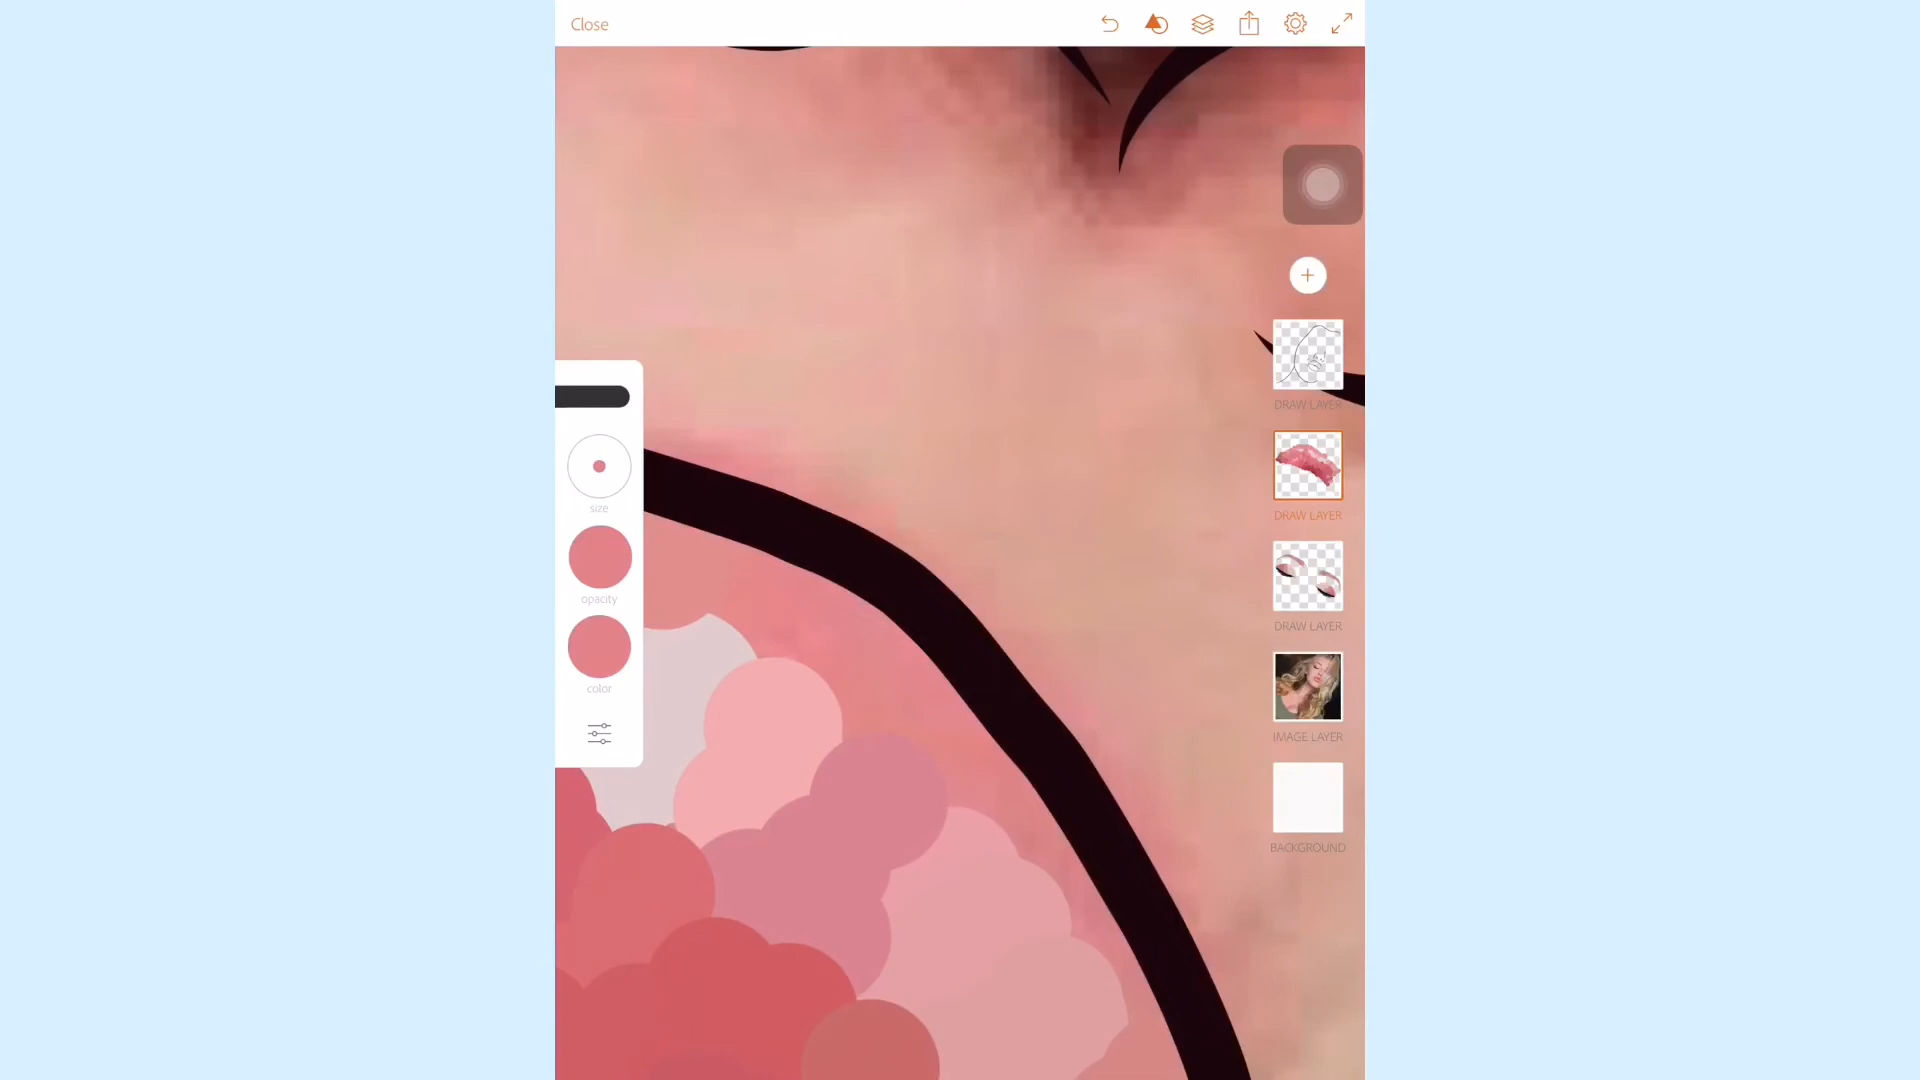 Close
size
opacity
color
DRAW LAYER
DRAW LAYER
DRAW LAYER
IMAGE LAYER
BACKGROUND